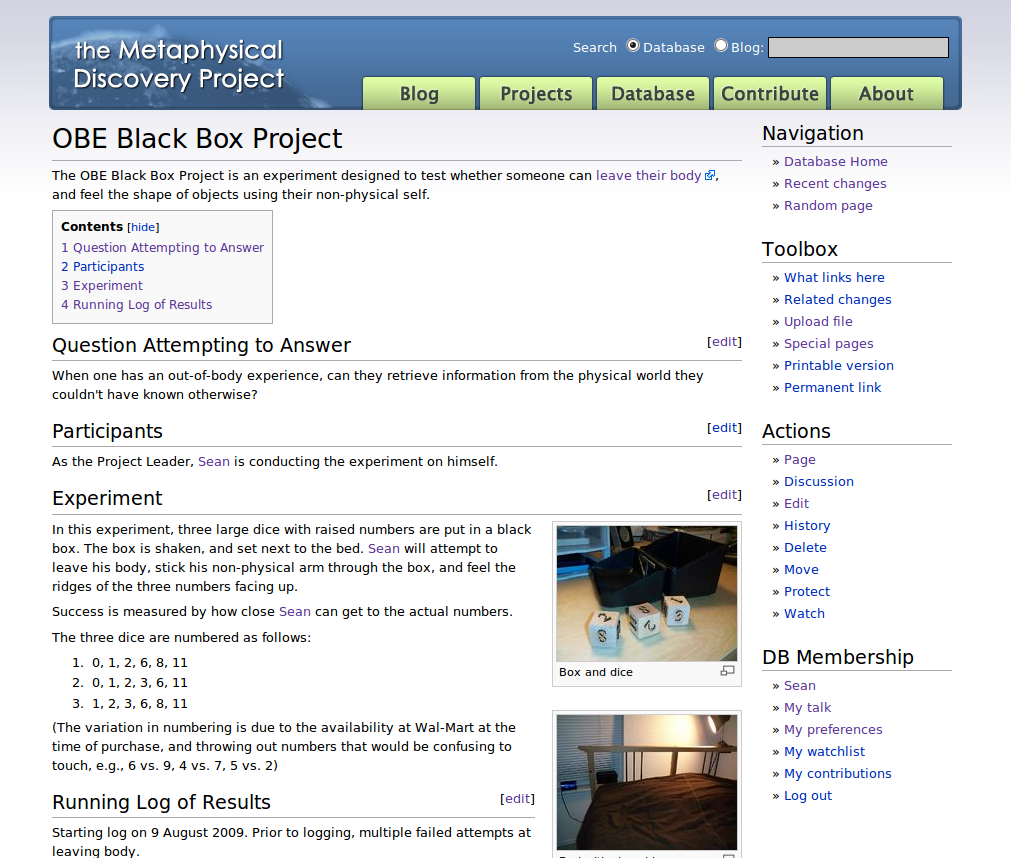 the Metaphysical
Discovery Project
Search Database Blog:
Blog Projects Database Contribute About
OBE Black Box Project
The OBE Black Box Project is an experiment designed to test whether someone can leave their body,
and feel the shape of objects using their non-physical self.
Contents [hide]
1 Question Attempting to Answer
2 Participants
3 Experiment
4 Running Log of Results
Question Attempting to Answer [edit]
When one has an out-of-body experience, can they retrieve information from the physical world they
couldn't have known otherwise?
Participants [edit]
As the Project Leader, Sean is conducting the experiment on himself.
Experiment [edit]
In this experiment, three large dice with raised numbers are put in a black
box. The box is shaken, and set next to the bed. Sean will attempt to
leave his body, stick his non-physical arm through the box, and feel the
ridges of the three numbers facing up.
Success is measured by how close Sean can get to the actual numbers.
The three dice are numbered as follows:
1. 0, 1, 2, 6, 8, 11
2. 0, 1, 2, 3, 6, 11
3. 1, 2, 3, 6, 8, 11
(The variation in numbering is due to the availability at Wal-Mart at the
time of purchase, and throwing out numbers that would be confusing to
touch, e.g., 6 vs. 9, 4 vs. 7, 5 vs. 2)
Box and dice
Running Log of Results [edit]
Starting log on 9 August 2009. Prior to logging, multiple failed attempts at
leaving body.
Navigation
» Database Home
» Recent changes
» Random page
Toolbox
» What links here
» Related changes
» Upload file
» Special pages
» Printable version
» Permanent link
Actions
» Page
» Discussion
» Edit
» History
» Delete
» Move
» Protect
» Watch
DB Membership
» Sean
» My talk
» My preferences
» My watchlist
» My contributions
» Log out